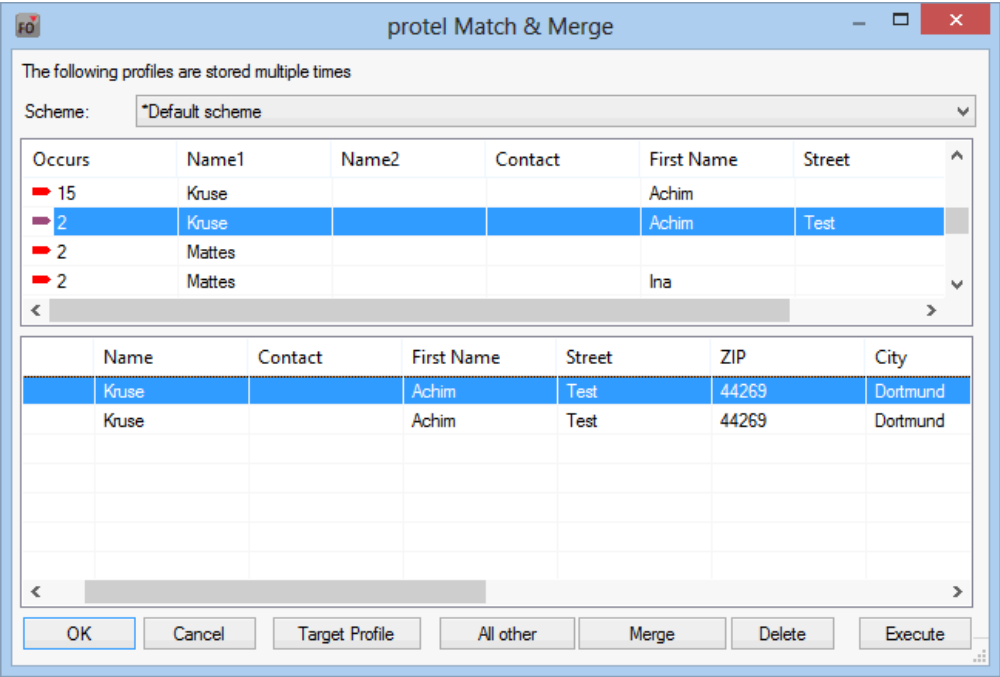 FO protel Match & Merge
The following profiles are stored multiple times
Scheme: *Default scheme
Occurs Name1 Name2 Contact First Name Street
15 Kruse Achim
2 Kruse Achim Test
2 Mattes
2 Mattes Ina
Name Contact First Name Street ZIP City
Kruse Achim Test 44269 Dortmund
Kruse Achim Test 44269 Dortmund
OK Cancel Target Profile All other Merge Delete Execute